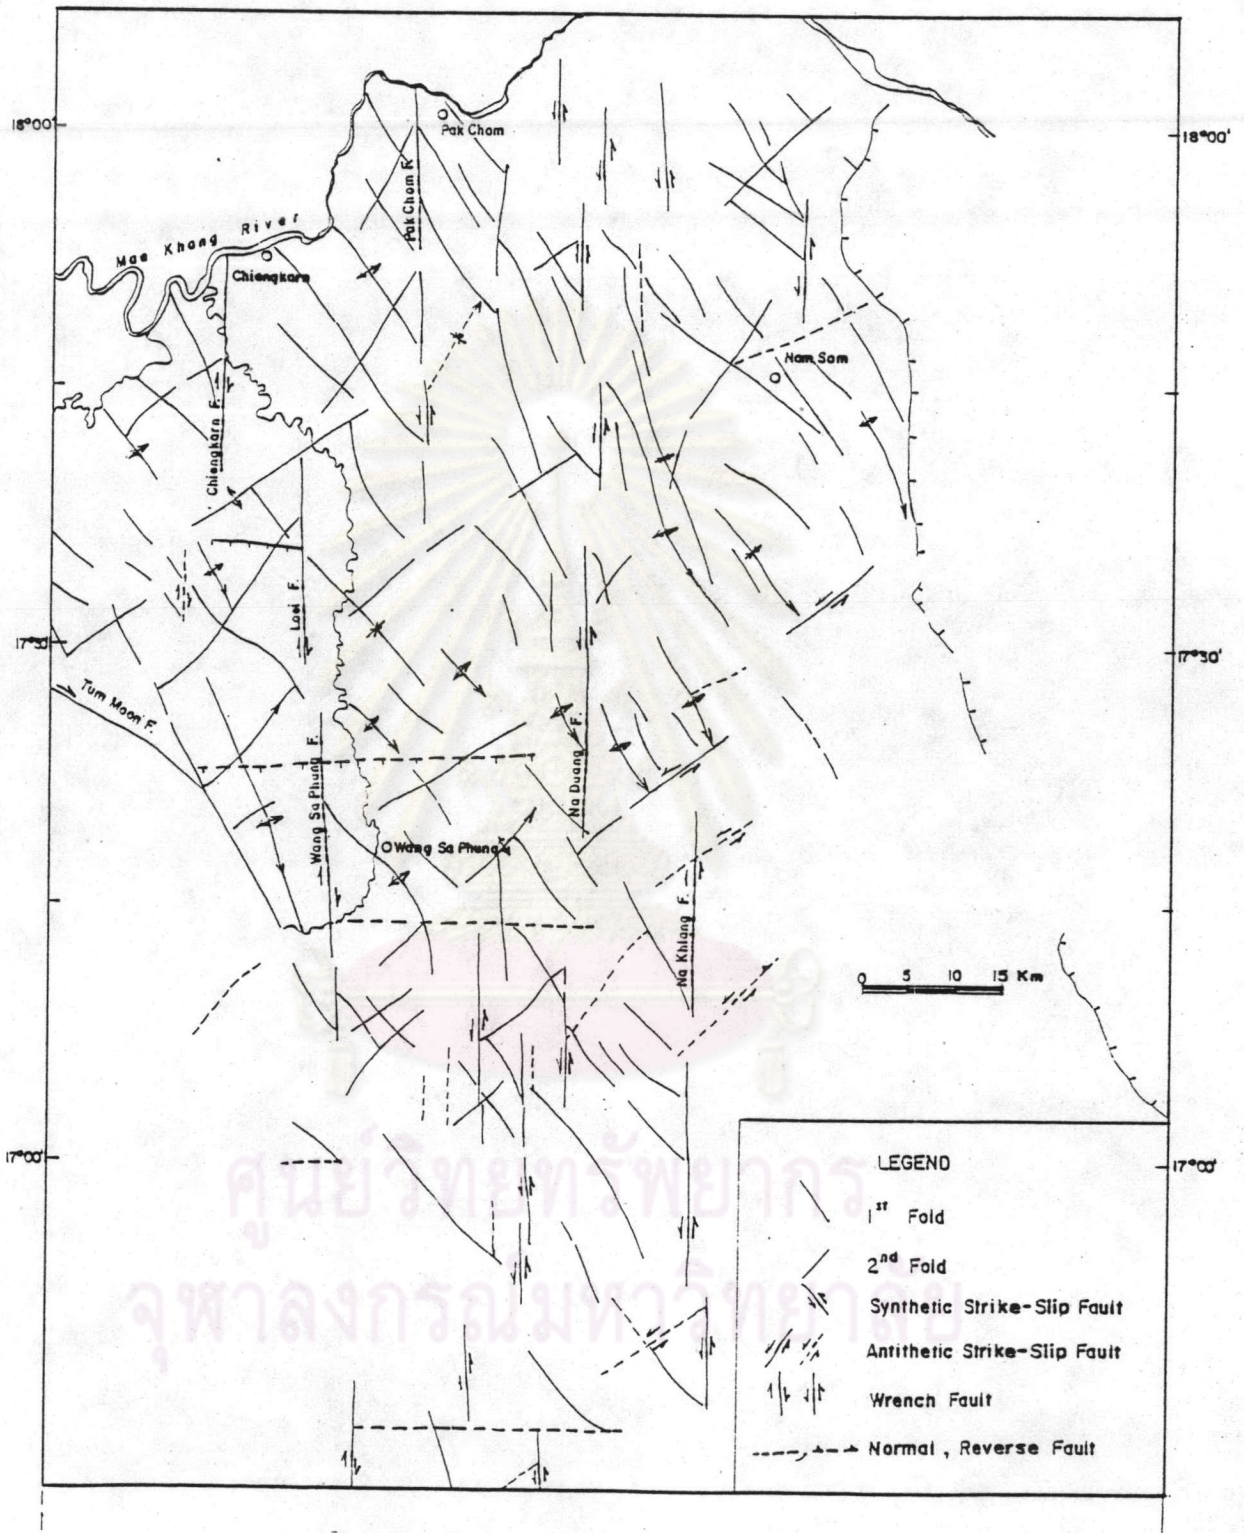 18°00'
18°00'
Pak Chom
Pak Chom F.
Mae Khong River
Chiengkarn
Nam Som
Chiengkarn F.
Loei F.
17°30'
17°30'
Tum Moon F.
Wang Sa Phung F.
Na Duang F.
Wang Sa Phung
Na Khlang F.
0 5 10 15 Km
17°00'
17°00'
LEGEND
1st Fold
2nd Fold
Synthetic Strike-Slip Fault
Antithetic Strike-Slip Fault
Wrench Fault
Normal, Reverse Fault
ศูนย์วิทยทรัพยากร
จุฬาลงกรณ์มหาวิทยาลัย